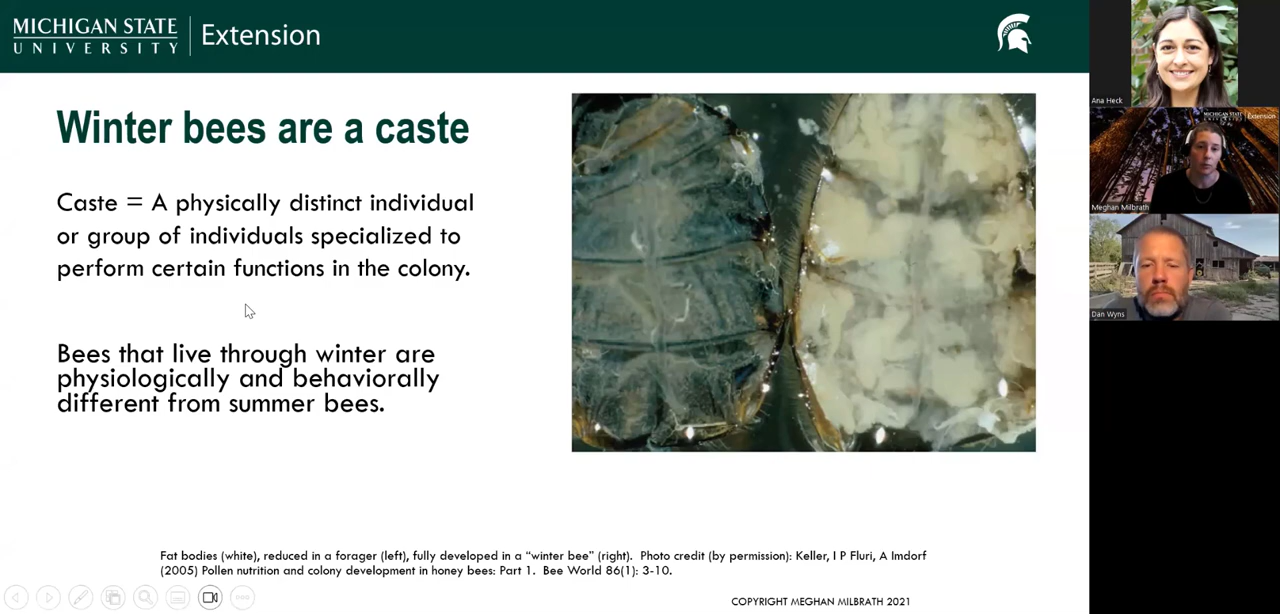 MICHIGAN STATE
UNIVERSITY
Extension
Winter bees are a caste
Caste = A physically distinct individual
or group of individuals specialized to
perform certain functions in the colony.
Bees that live through winter are
physiologically and behaviorally
different from summer bees.
Fat bodies (white), reduced in a forager (left), fully developed in a “winter bee” (right). Photo credit (by permission): Keller, I P Fluri, A Imdorf
(2005) Pollen nutrition and colony development in honey bees: Part 1. Bee World 86(1): 3-10.
COPYRIGHT MEGHAN MILBRATH 2021
Ana Heck
MICHIGAN STATE
UNIVERSITY
Extension
Meghan Milbrath
Dan Wyns